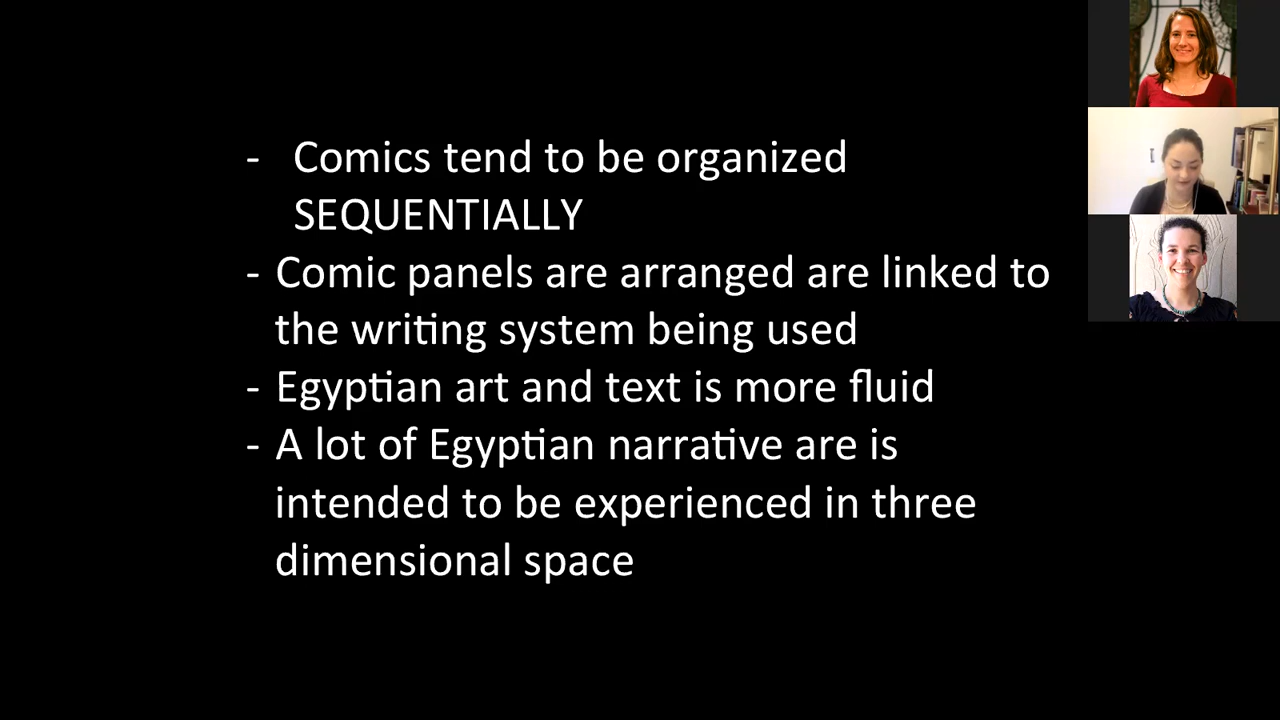 - Comics tend to be organized
SEQUENTIALLY
- Comic panels are arranged are linked to
the writing system being used
- Egyptian art and text is more fluid
- A lot of Egyptian narrative are is
intended to be experienced in three
dimensional space